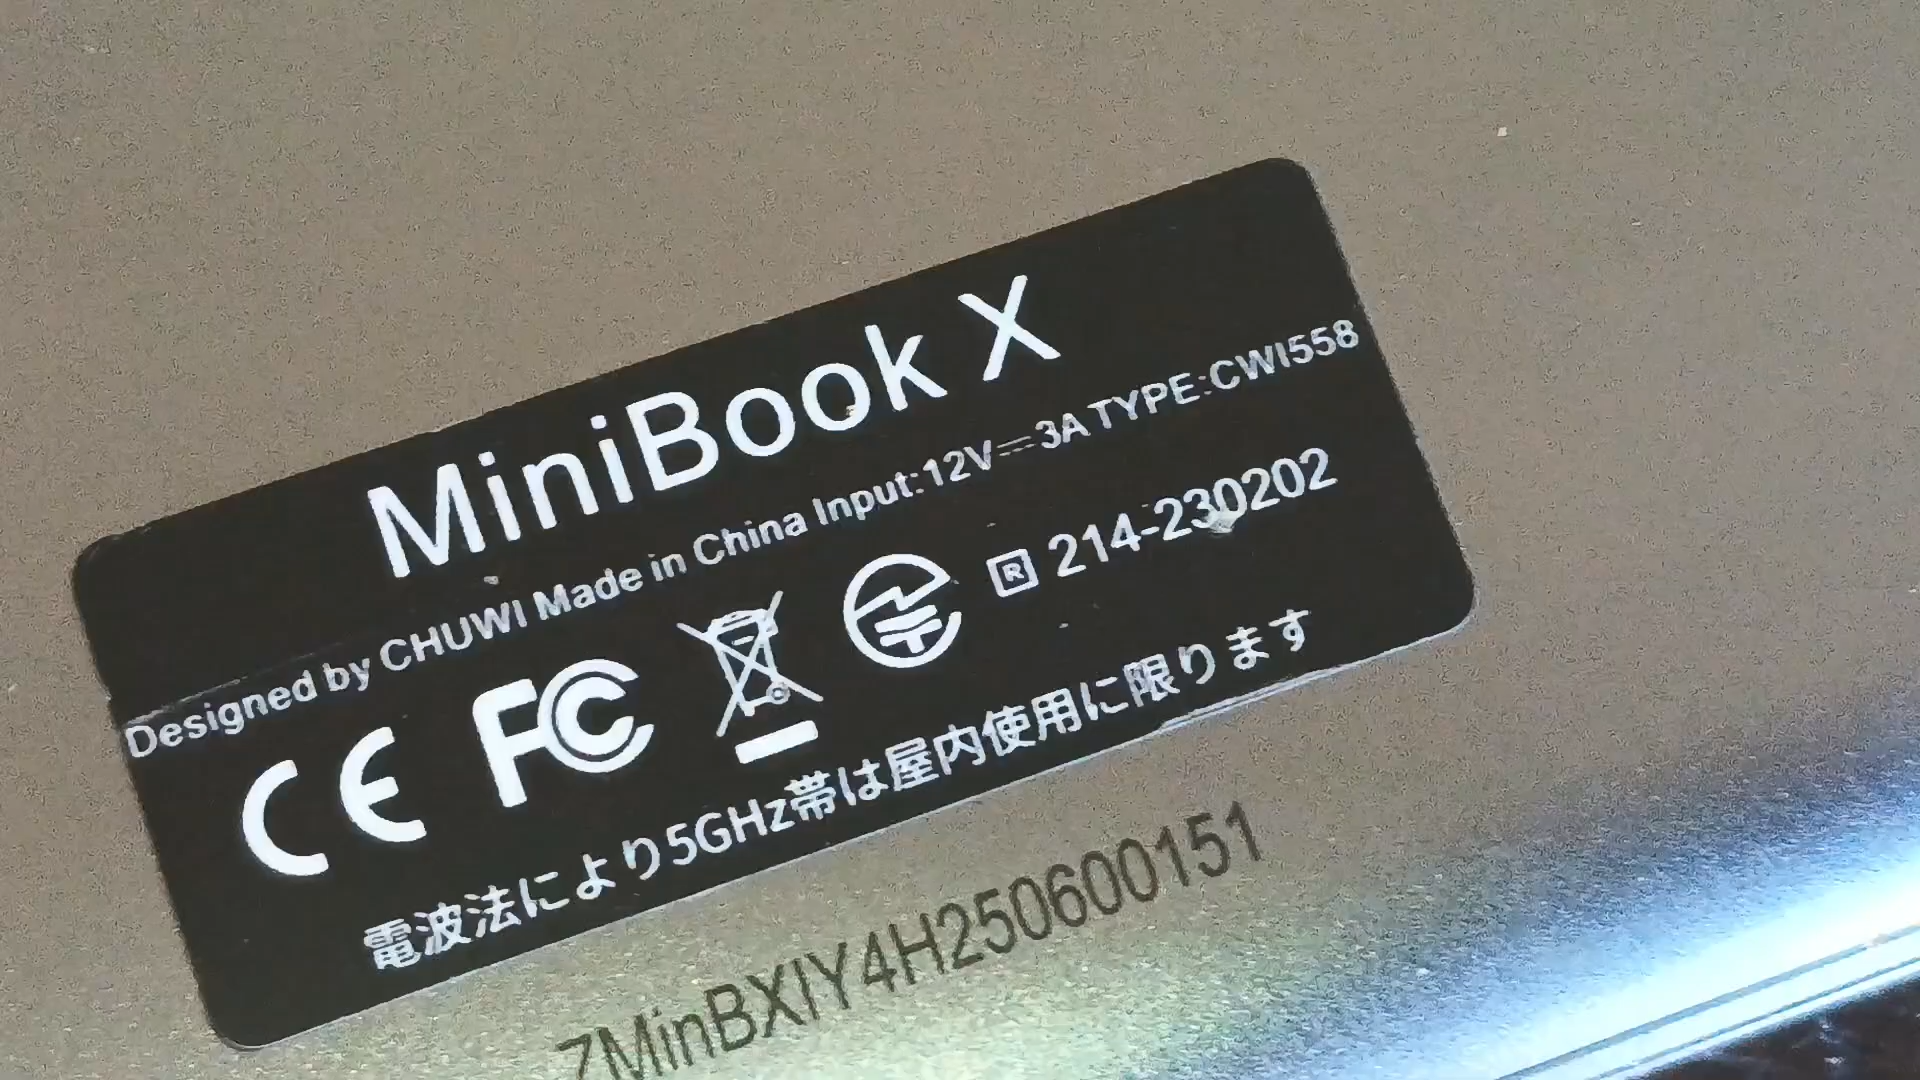 MiniBook X
Designed by CHUWI Made in China Input:12V⎓3A TYPE:CWI558
CE FC R 214-230202
電波法により5GHz帯は屋内使用に限ります
ZMinBXIY4H250600151